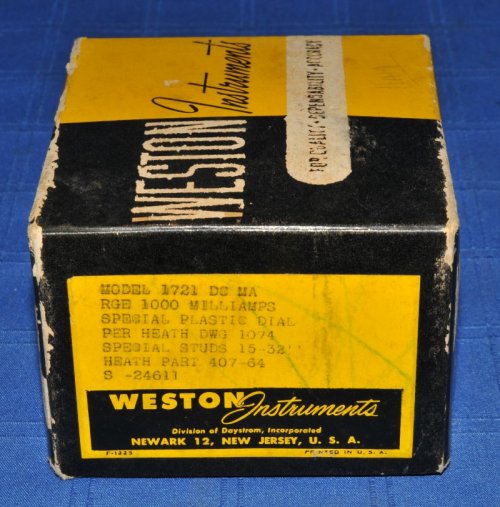 WESTON Instruments
FOR QUALITY • DEPENDABILITY • ACCURACY
MODEL 1721 DC MA
RGE 1000 MILLIAMPS
SPECIAL PLASTIC DIAL
PER HEATH DWG 1074
SPECIAL STUDS 15-32"
HEATH PART 407-64
S -24611
WESTON Instruments
Division of Daystrom, Incorporated
NEWARK 12, NEW JERSEY, U. S. A.
F-1225 PRINTED IN U. S. A.